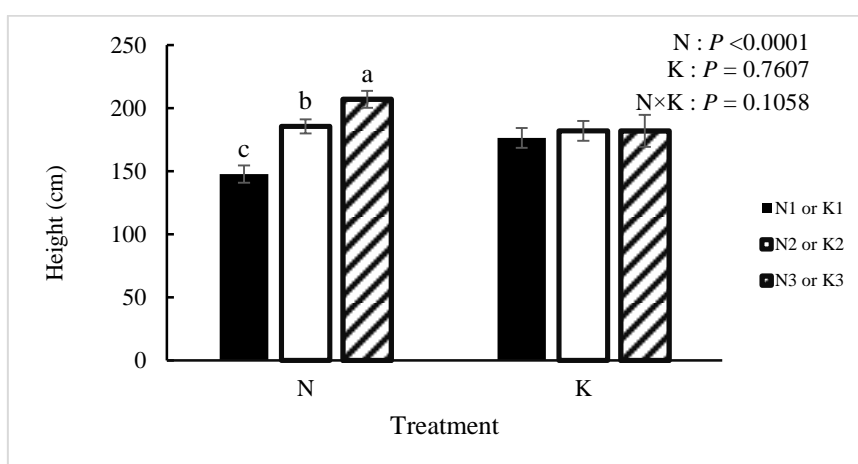 N : P <0.0001
K : P = 0.7607
N×K : P = 0.1058
250
200
150
200
50
0
Height (cm)
c
b
a
N
K
Treatment
N1 or K1
N2 or K2
N3 or K3